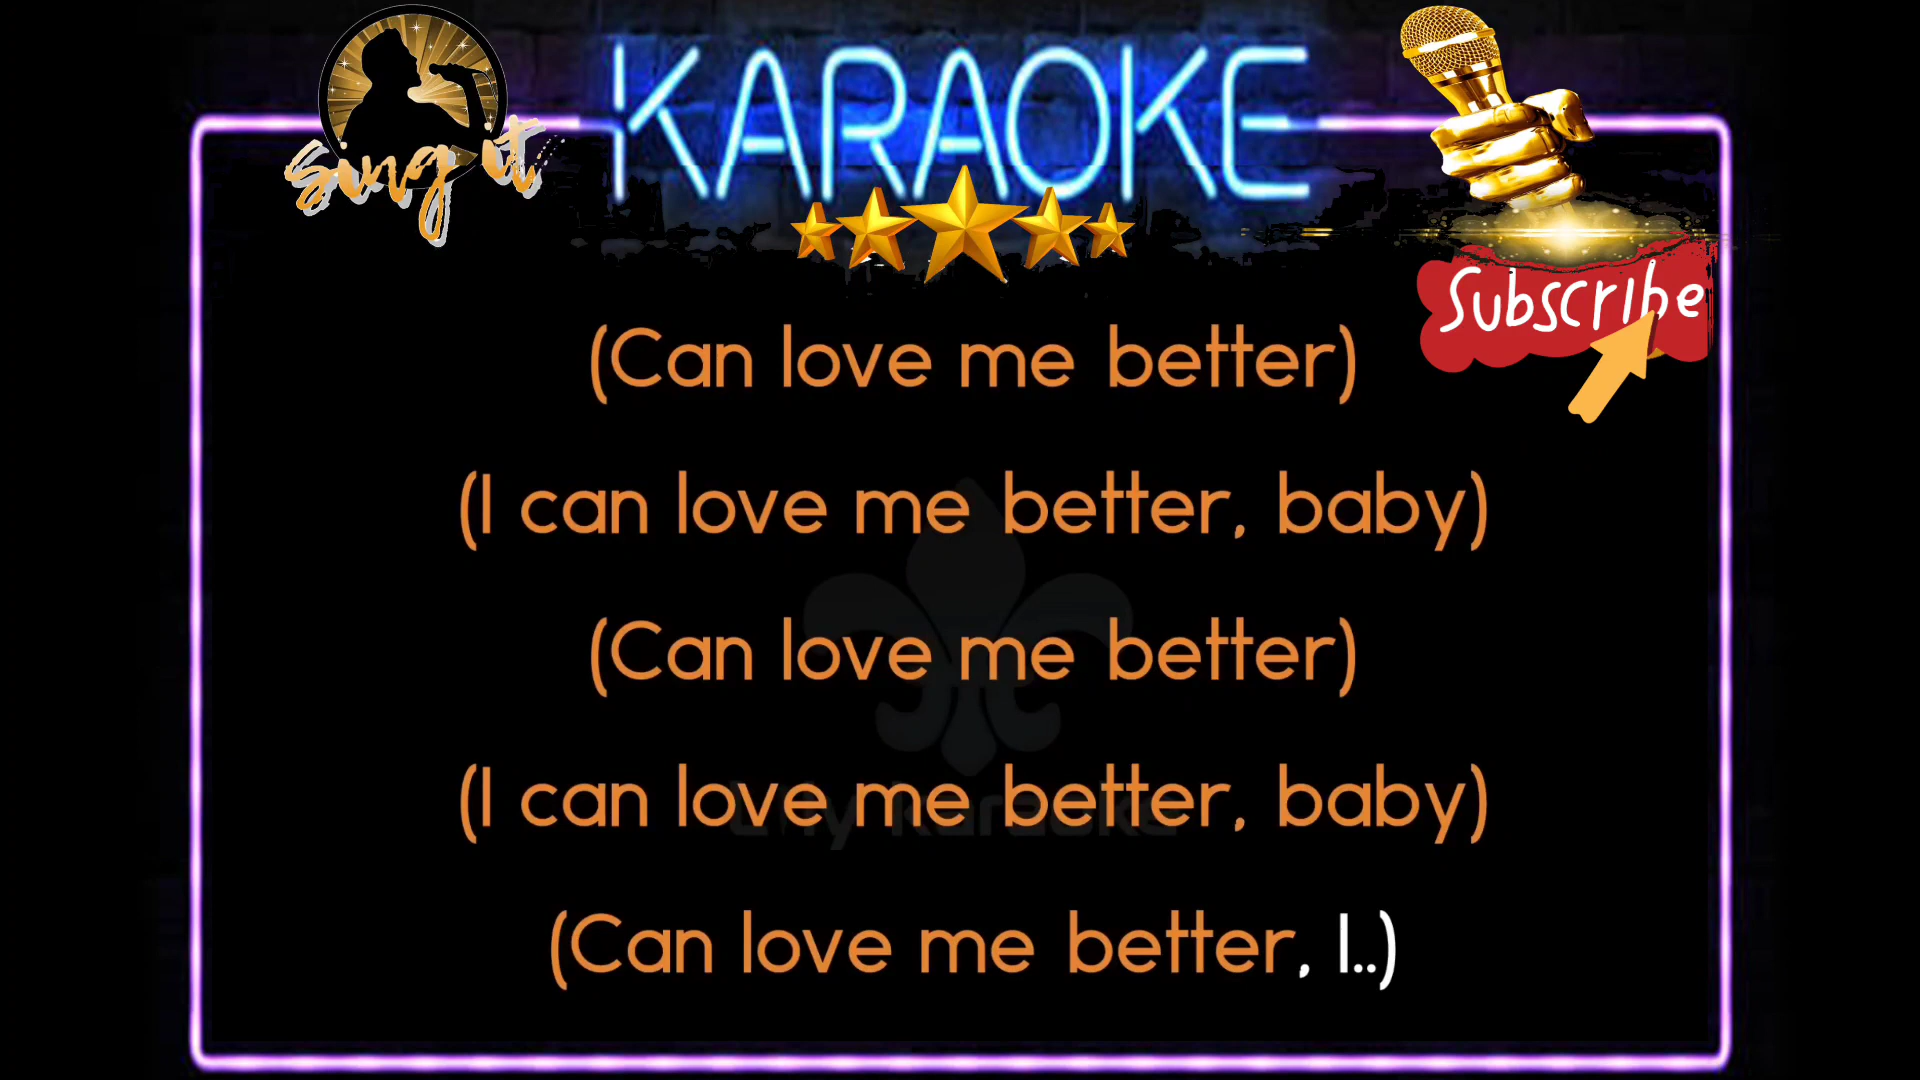 sing it
KARAOKE
Subscribe
(Can love me better)
(I can love me better, baby)
(Can love me better)
(I can love me better, baby)
(Can love me better, I..)